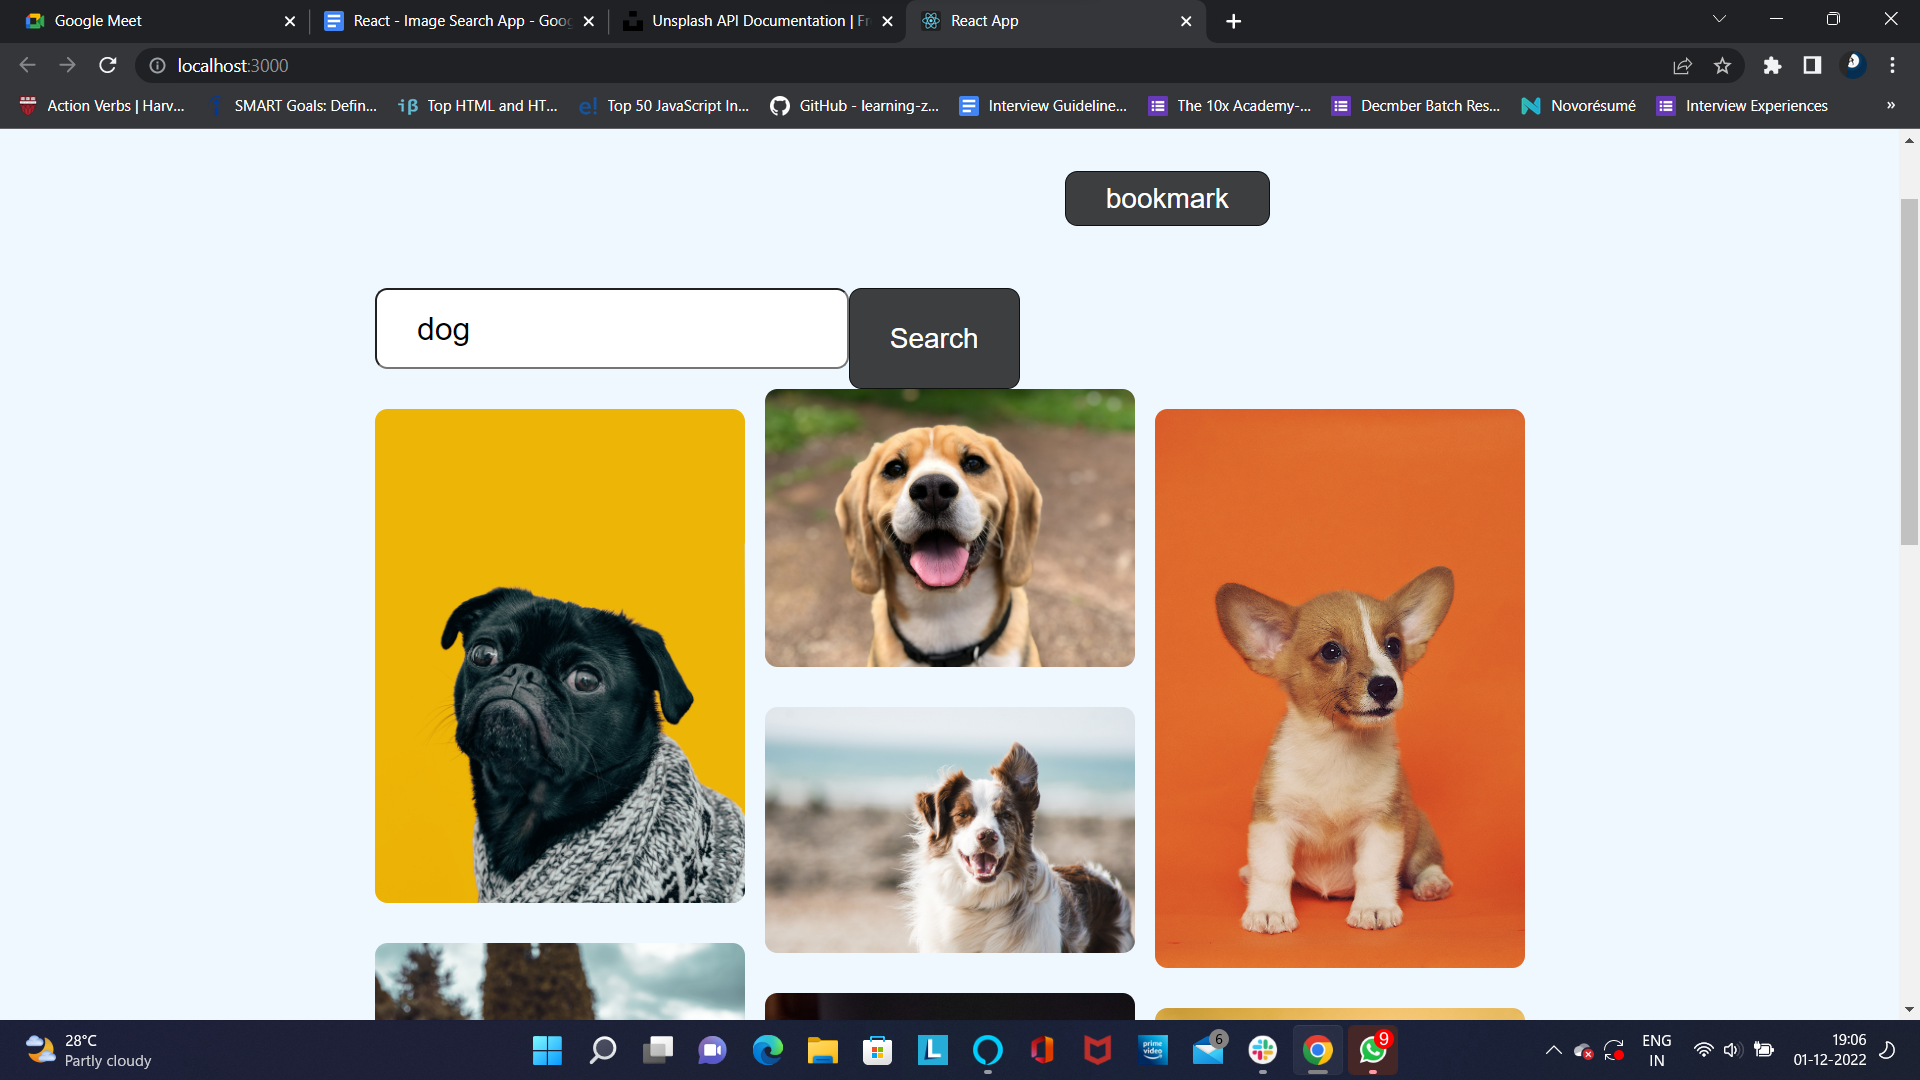 Google Meet
React - Image Search App - Goo
Unsplash API Documentation | Fr
React App
localhost:3000
Action Verbs | Harv...
SMART Goals: Defin...
Top HTML and HT...
Top 50 JavaScript In...
GitHub - learning-z...
Interview Guideline...
The 10x Academy-...
Decmber Batch Res...
Novorésumé
Interview Experiences
»
bookmark
dog
Search
28°C
Partly cloudy
prime video
6
9
ENG
IN
19:06
01-12-2022